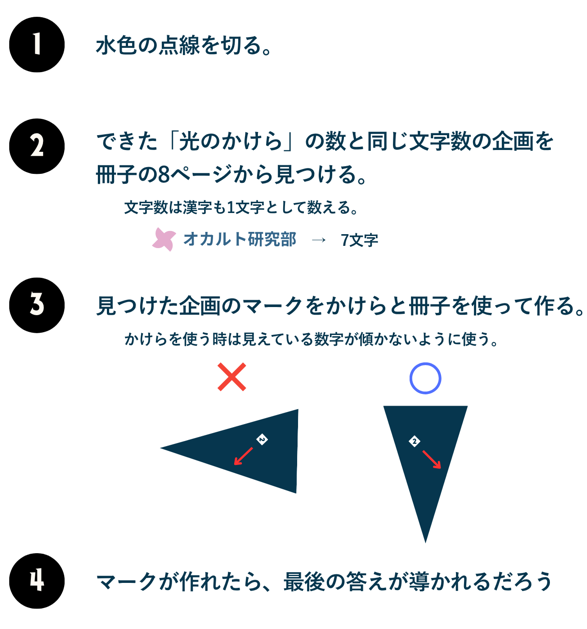 1 水色の点線を切る。
2 できた「光のかけら」の数と同じ文字数の企画を
冊子の8ページから見つける。
文字数は漢字も1文字として数える。
オカルト研究部 → 7文字
3 見つけた企画のマークをかけらと冊子を使って作る。
かけらを使う時は見えている数字が傾かないように使う。
2 2
4 マークが作れたら、最後の答えが導かれるだろう